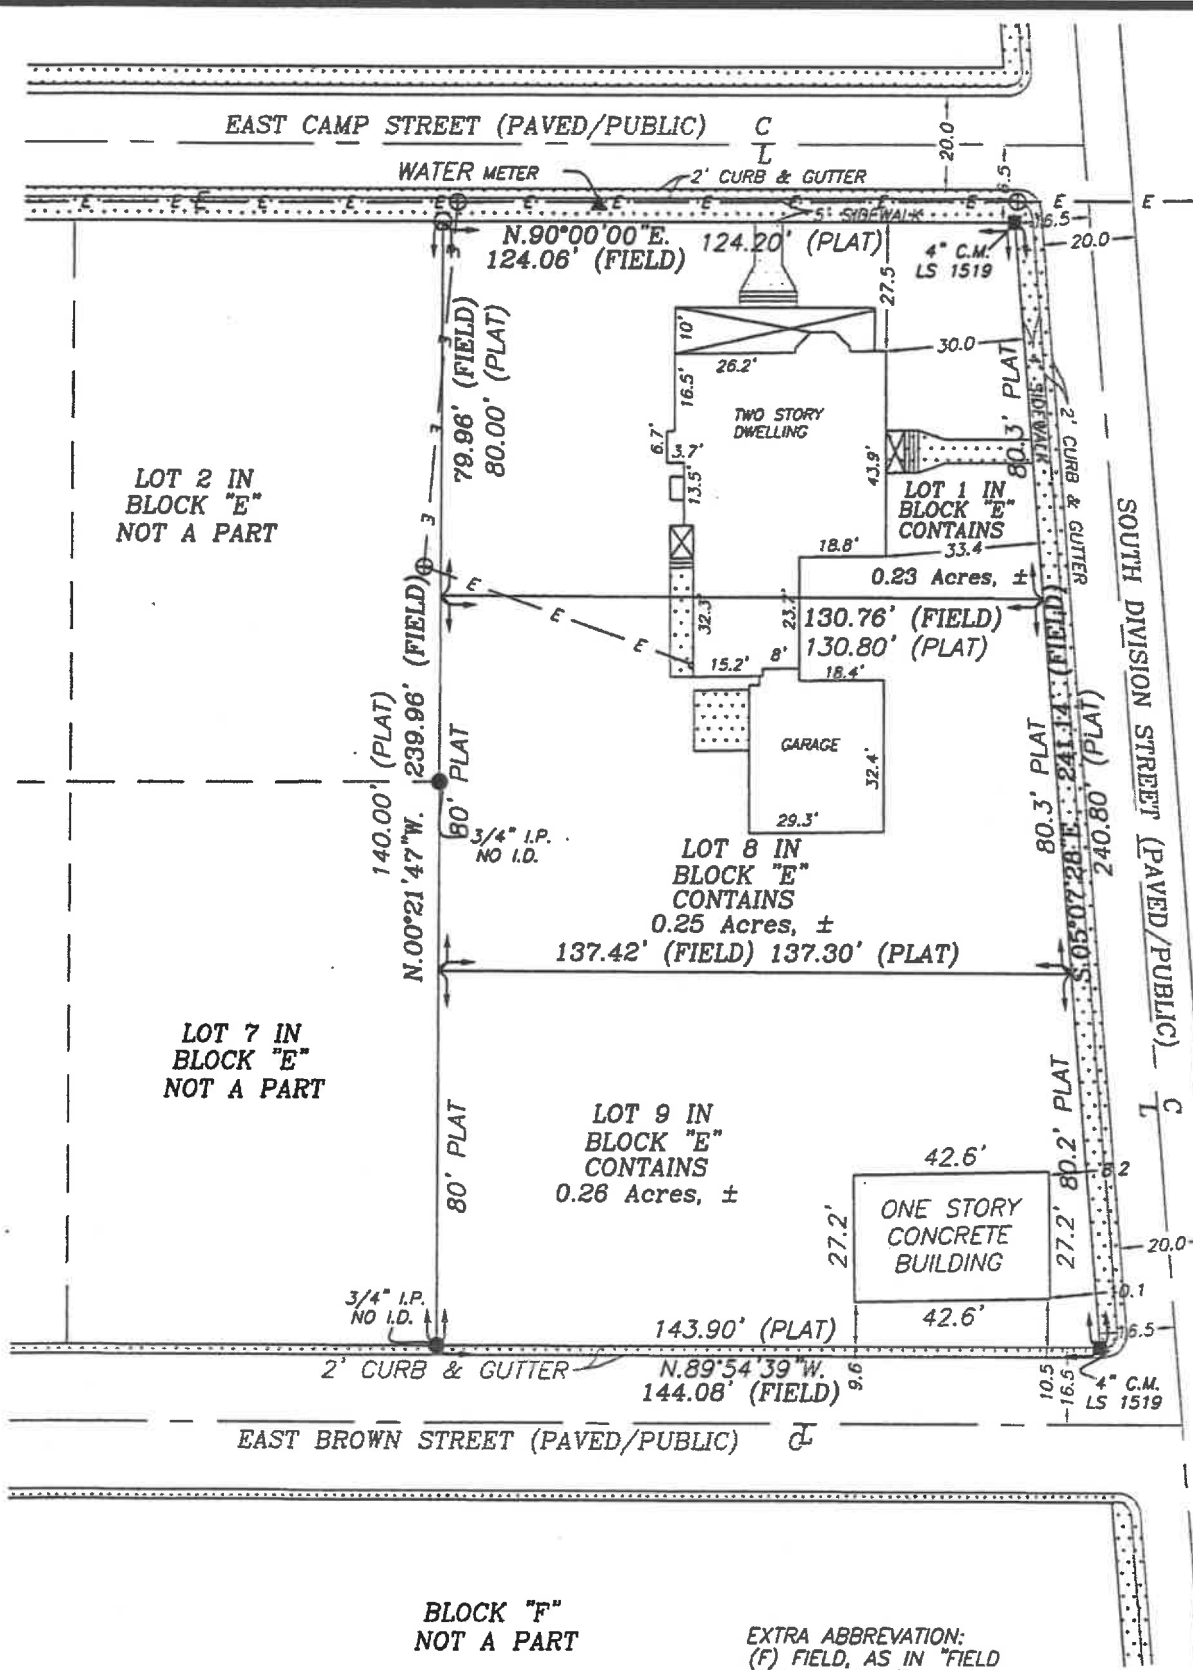 EAST CAMP STREET (PAVED/PUBLIC)
C
L
20.0
6.5
WATER METER
2' CURB & GUTTER
E E E E E E E E E E E
5' SIDEWALK
N.90°00'00"E.
124.06' (FIELD)
124.20' (PLAT)
4" C.M.
LS 1519
16.5
20.0
27.5
79.96' (FIELD)
80.00' (PLAT)
E
E
E
E
10'
26.2'
16.5'
30.0
TWO STORY
DWELLING
6.7'
3.7'
13.5'
43.9'
80.3' PLAT
4' SIDEWALK
2' CURB & GUTTER
LOT 2 IN
BLOCK "E"
NOT A PART
LOT 1 IN
BLOCK "E"
CONTAINS
0.23 Acres, ±
18.8'
33.4
SOUTH DIVISION STREET (PAVED/PUBLIC)
C
L
130.76' (FIELD)
130.80' (PLAT)
E
E
E
32.3'
23.7'
15.2'
8'
18.4'
GARAGE
32.4'
29.3'
140.00' (PLAT)
N.00°21'47"W. 239.96' (FIELD)
80' PLAT
3/4" I.P.
NO I.D.
80.3' PLAT
S.05°07'28"E. 241.14' (FIELD)
240.80' (PLAT)
LOT 8 IN
BLOCK "E"
CONTAINS
0.25 Acres, ±
137.42' (FIELD) 137.30' (PLAT)
LOT 7 IN
BLOCK "E"
NOT A PART
80' PLAT
LOT 9 IN
BLOCK "E"
CONTAINS
0.26 Acres, ±
80.2' PLAT
42.6'
27.2'
ONE STORY
CONCRETE
BUILDING
27.2'
42.6'
20.0
3/4" I.P.
NO I.D.
143.90' (PLAT)
16.5
2' CURB & GUTTER
N.89°54'39"W.
144.08' (FIELD)
9.6
10.5
16.5
4" C.M.
LS 1519
EAST BROWN STREET (PAVED/PUBLIC)
C
L
BLOCK "F"
NOT A PART
EXTRA ABBREVATION:
(F) FIELD, AS IN "FIELD